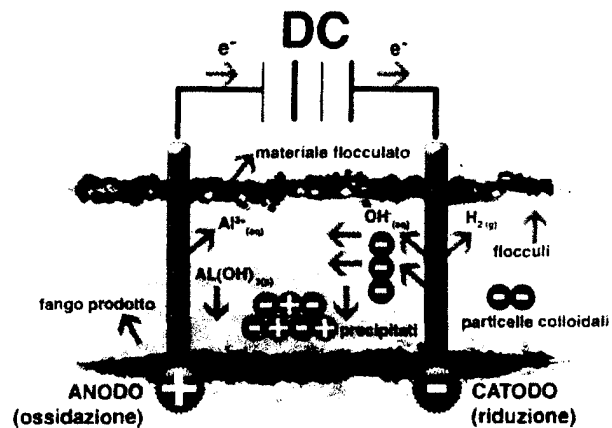 DC
e⁻
e⁻
materiale flocculato
Al³⁺(aq)
OH⁻(aq)
H₂(g)
flocculi
AL(OH)₃(s)
fango prodotto
precipitati
particelle colloidali
ANODO
(ossidazione)
CATODO
(riduzione)